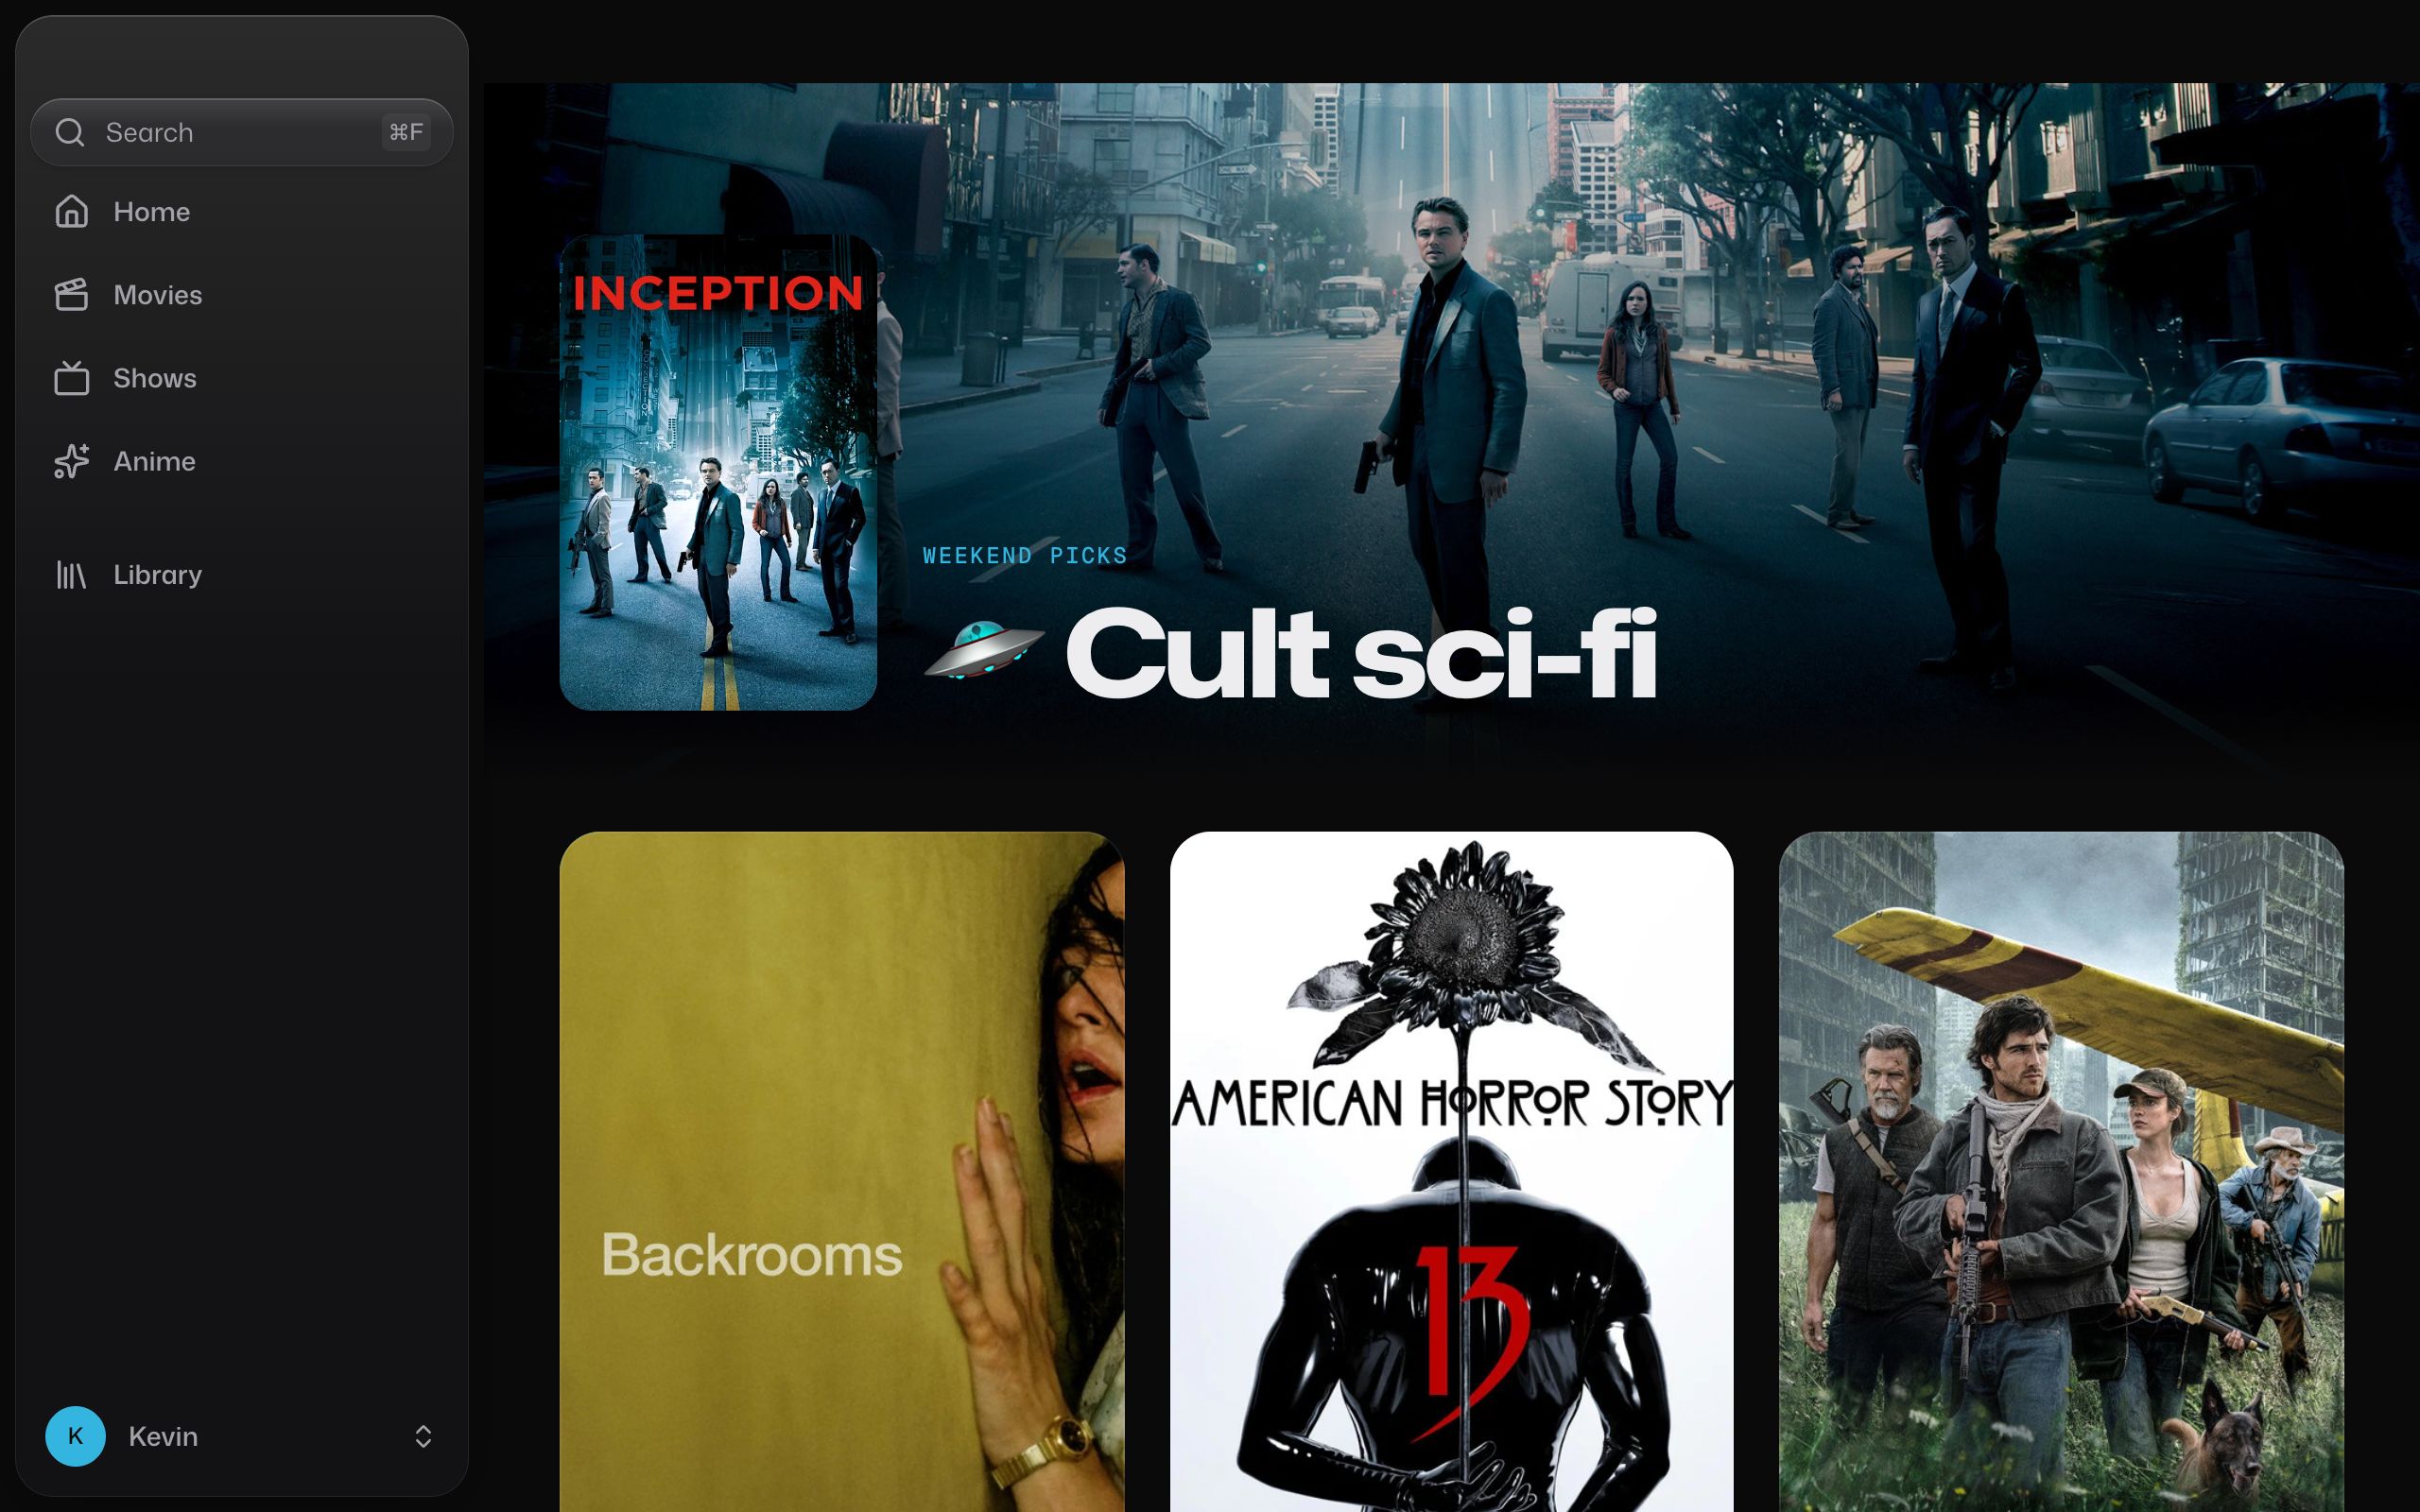 Search ⌘F
Home
Movies
Shows
Anime
Library
Kevin
K
INCEPTION
WEEKEND PICKS
🛸 Cult sci-fi
Backrooms
AMERICAN HORROR STORY
13